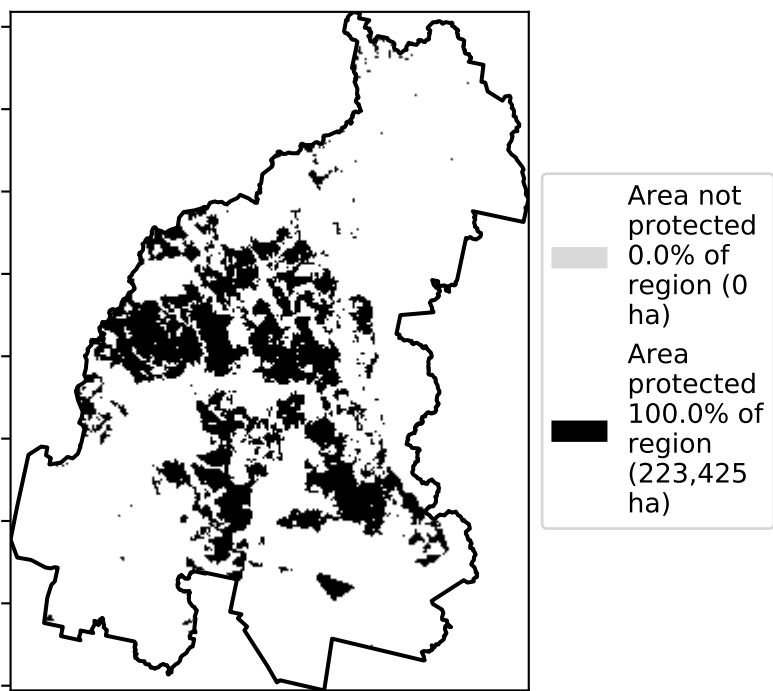 Area not
protected
0.0% of
region (0
ha)
Area
protected
100.0% of
region
(223,425
ha)